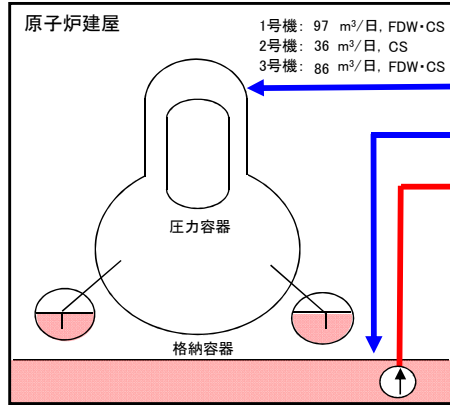 原子炉建屋
1号機: 97 m³/日, FDW・CS
2号機: 36 m³/日, CS
3号機: 86 m³/日, FDW・CS
圧力容器
格納容器